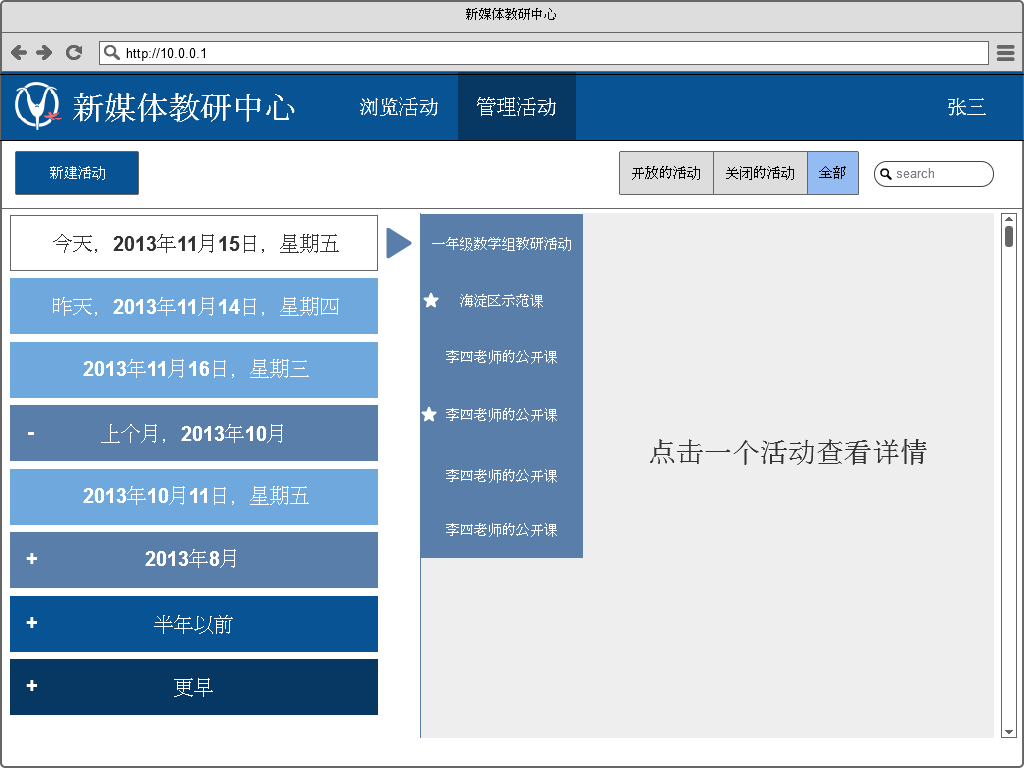 新媒体教研中心
http://10.0.0.1
新媒体教研中心
浏览活动
管理活动
张三
新建活动
开放的活动
关闭的活动
全部
search
今天，2013年11月15日，星期五
昨天，2013年11月14日，星期四
2013年11月16日，星期三
- 上个月，2013年10月
2013年10月11日，星期五
+ 2013年8月
+ 半年以前
+ 更早
一年级数学组教研活动
海淀区示范课
李四老师的公开课
李四老师的公开课
李四老师的公开课
李四老师的公开课
点击一个活动查看详情